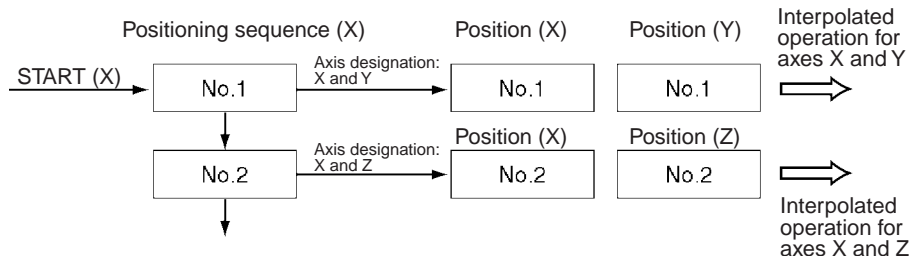 Positioning sequence (X)
Position (X)
Position (Y)
Interpolated
operation for
axes X and Y
START (X)
No.1
Axis designation:
X and Y
No.1
No.1
Position (X)
Position (Z)
No.2
Axis designation:
X and Z
No.2
No.2
Interpolated
operation for
axes X and Z